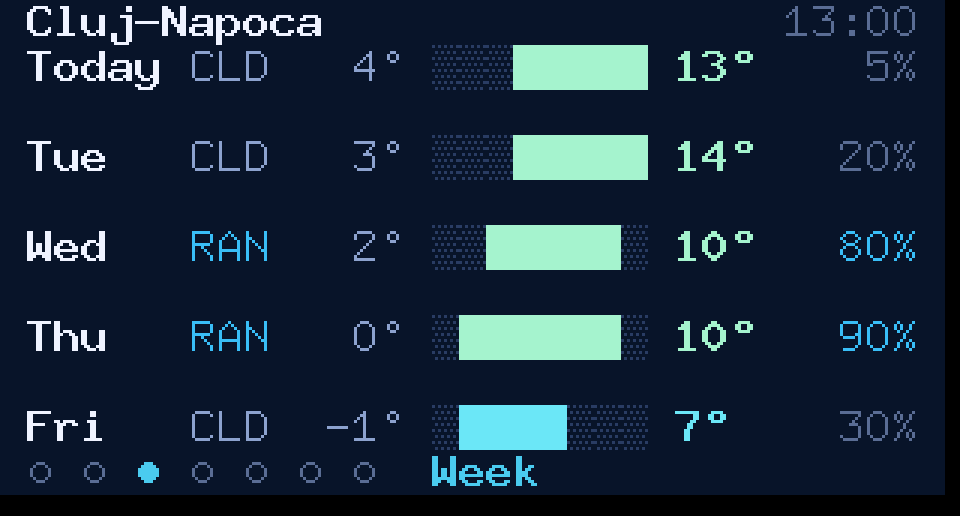 Cluj-Napoca 13:00
Today CLD 4° 13° 5%
Tue CLD 3° 14° 20%
Wed RAN 2° 10° 80%
Thu RAN 0° 10° 90%
Fri CLD -1° 7° 30%
Week